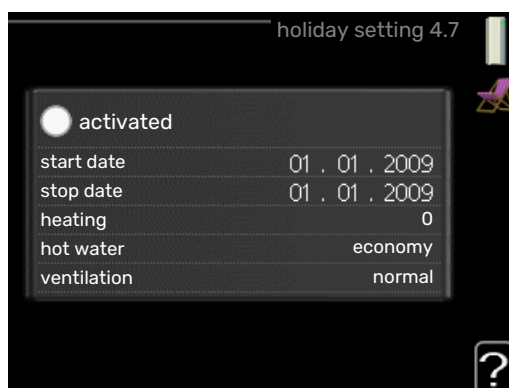 holiday setting 4.7
activated
start date 01 . 01 . 2009
stop date 01 . 01 . 2009
heating 0
hot water economy
ventilation normal
?